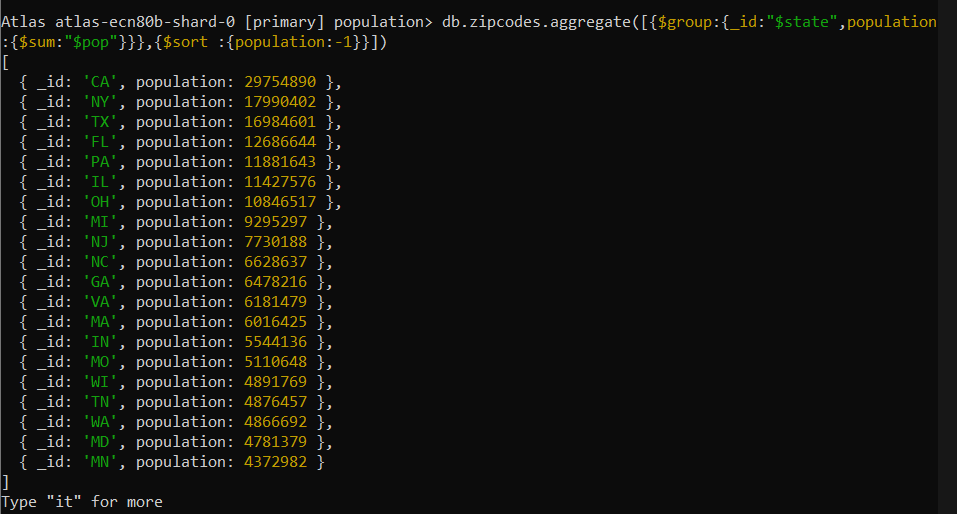 Atlas atlas-ecn80b-shard-0 [primary] population> db.zipcodes.aggregate([{$group:{_id:"$state",population
:{$sum:"$pop"}}},{$sort :{population:-1}}])
[
  { _id: 'CA', population: 29754890 },
  { _id: 'NY', population: 17990402 },
  { _id: 'TX', population: 16984601 },
  { _id: 'FL', population: 12686644 },
  { _id: 'PA', population: 11881643 },
  { _id: 'IL', population: 11427576 },
  { _id: 'OH', population: 10846517 },
  { _id: 'MI', population: 9295297 },
  { _id: 'NJ', population: 7730188 },
  { _id: 'NC', population: 6628637 },
  { _id: 'GA', population: 6478216 },
  { _id: 'VA', population: 6181479 },
  { _id: 'MA', population: 6016425 },
  { _id: 'IN', population: 5544136 },
  { _id: 'MO', population: 5110648 },
  { _id: 'WI', population: 4891769 },
  { _id: 'TN', population: 4876457 },
  { _id: 'WA', population: 4866692 },
  { _id: 'MD', population: 4781379 },
  { _id: 'MN', population: 4372982 }
]
Type "it" for more